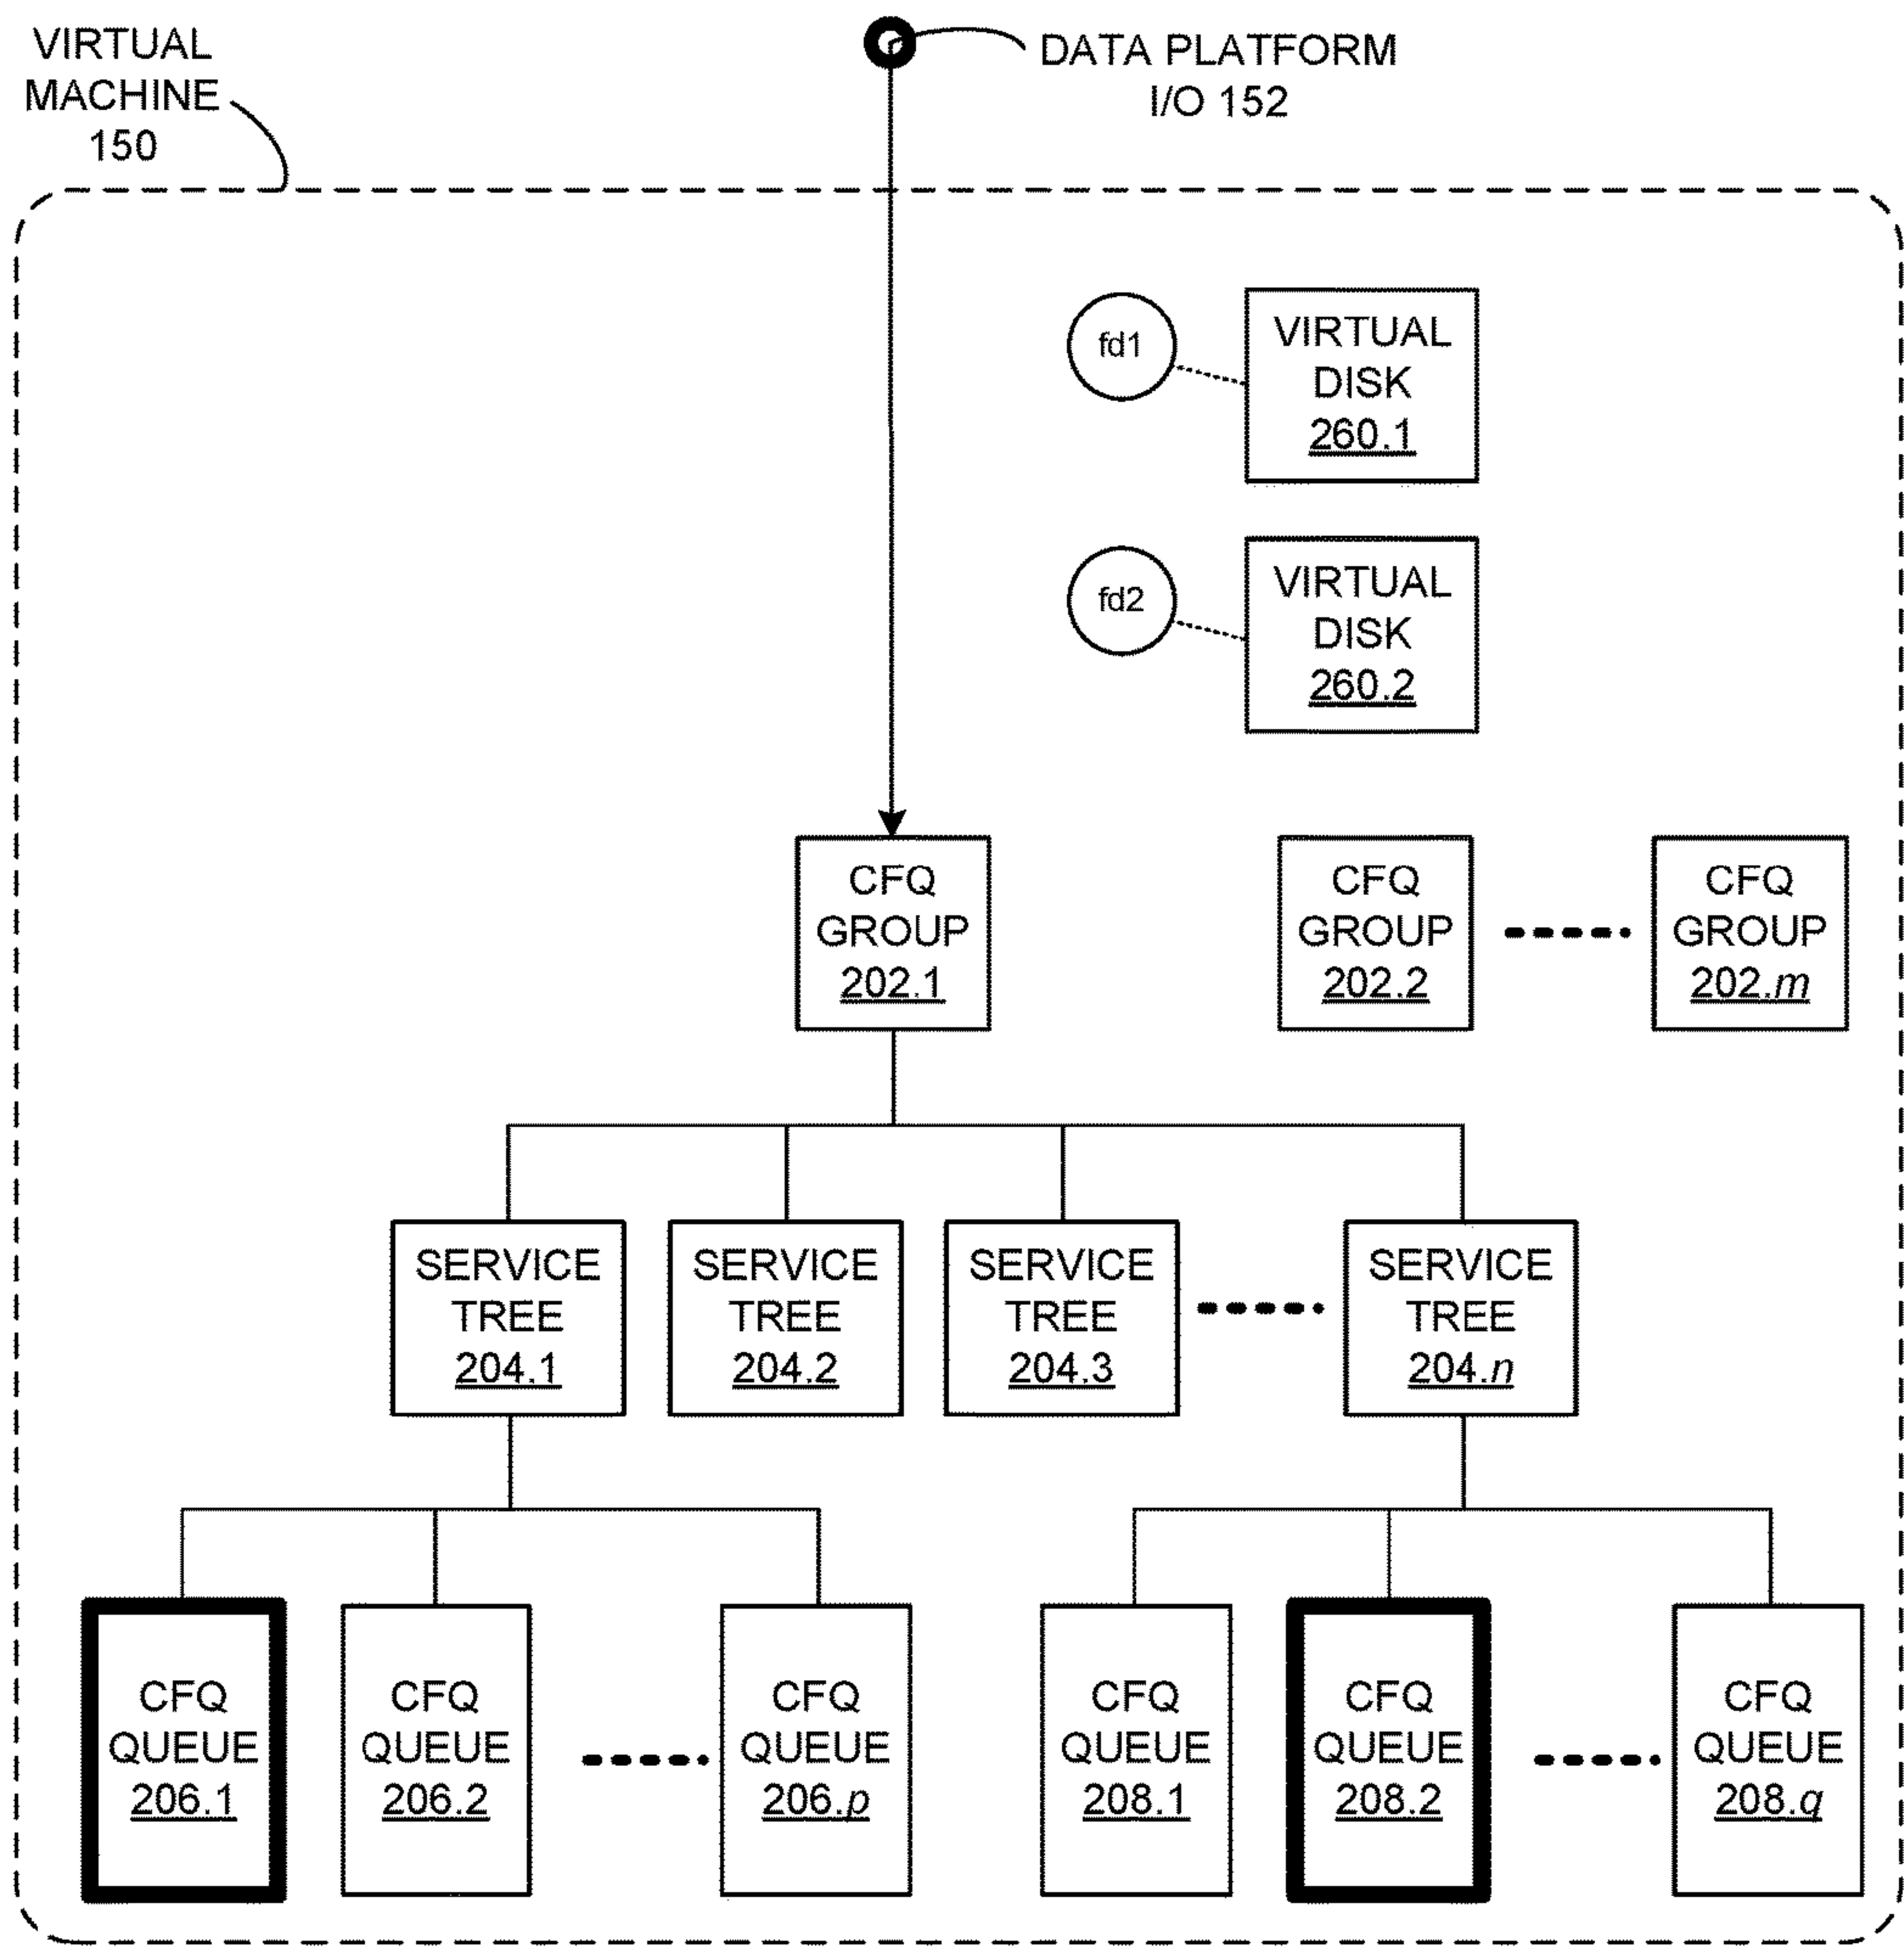 VIRTUAL
MACHINE
150
DATA PLATFORM
I/O 152
fd1
VIRTUAL
DISK
260.1
fd2
VIRTUAL
DISK
260.2
CFQ
GROUP
202.1
CFQ
GROUP
202.2
CFQ
GROUP
202.m
SERVICE
TREE
204.1
SERVICE
TREE
204.2
SERVICE
TREE
204.3
SERVICE
TREE
204.n
CFQ
QUEUE
206.1
CFQ
QUEUE
206.2
CFQ
QUEUE
206.p
CFQ
QUEUE
208.1
CFQ
QUEUE
208.2
CFQ
QUEUE
208.q